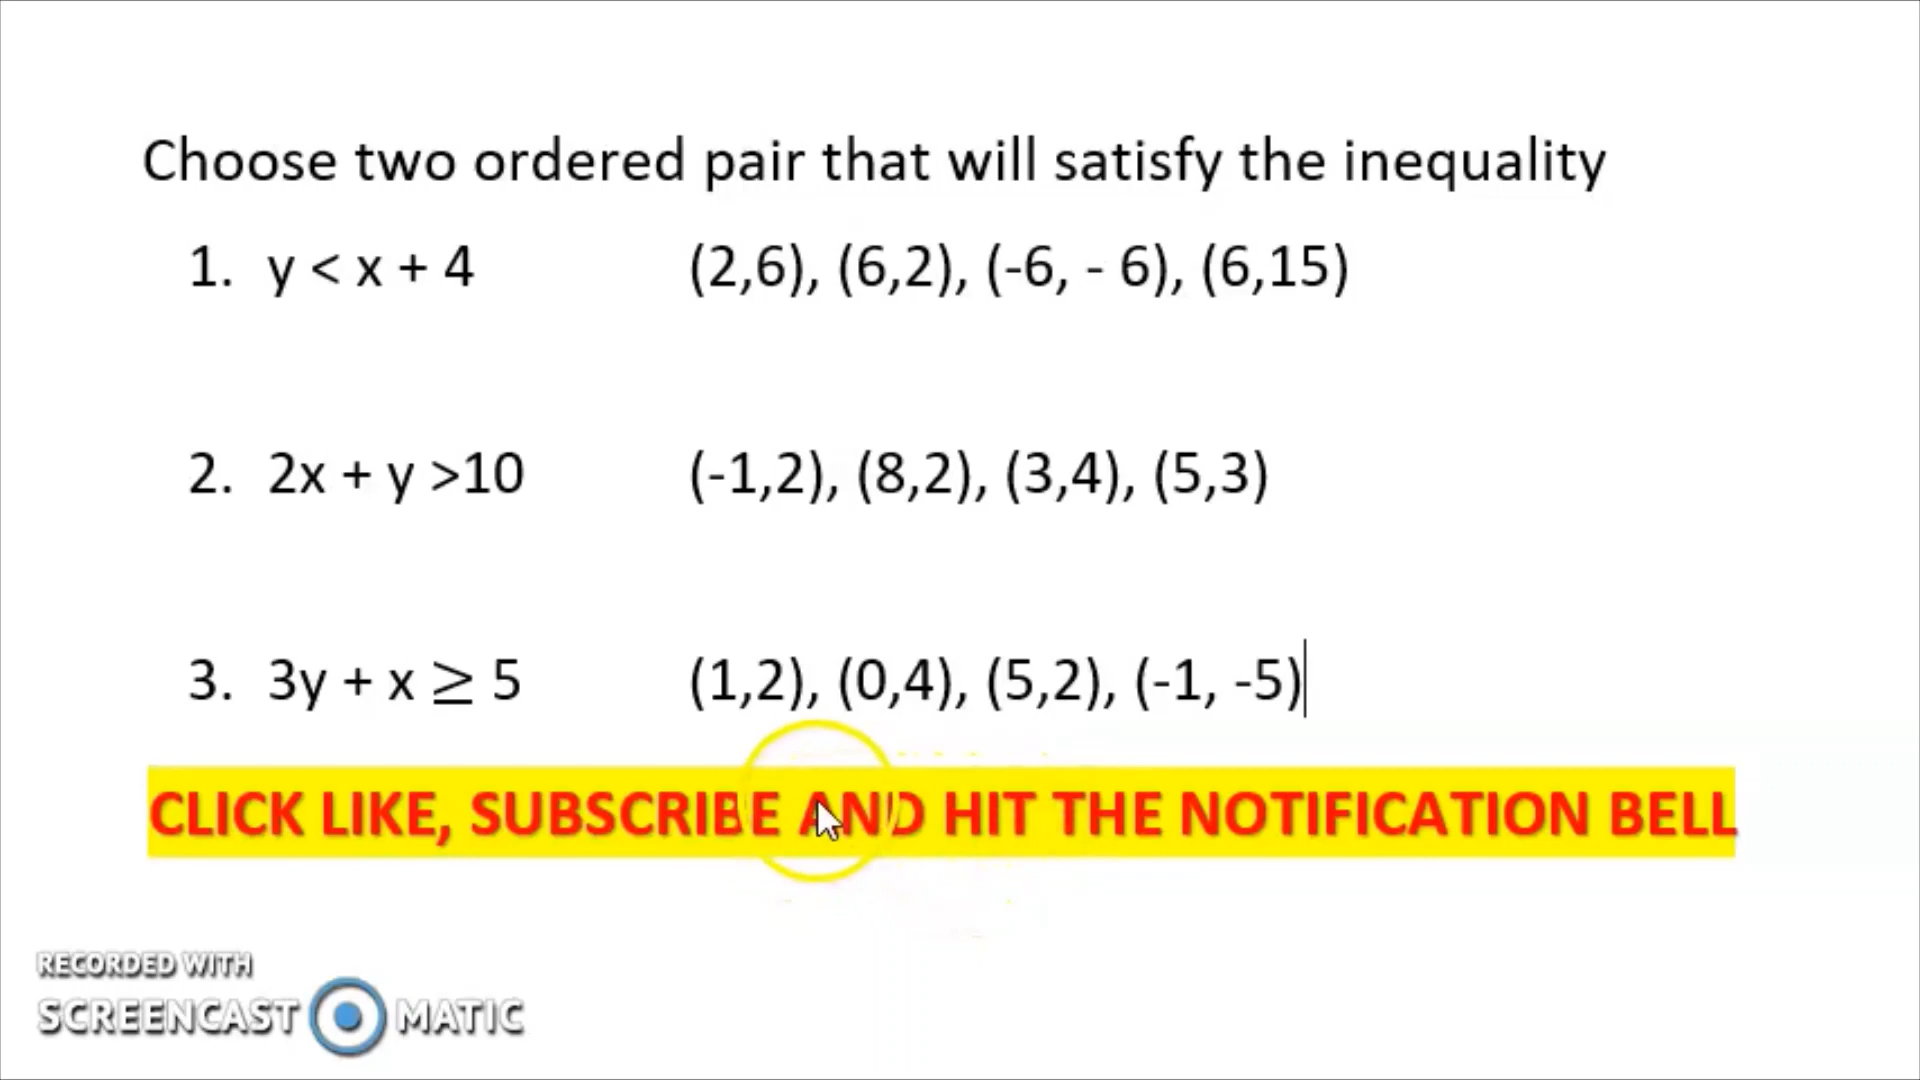 Choose two ordered pair that will satisfy the inequality
1. y < x + 4 (2,6), (6,2), (-6, - 6), (6,15)
2. 2x + y >10 (-1,2), (8,2), (3,4), (5,3)
3. 3y + x ≥ 5 (1,2), (0,4), (5,2), (-1, -5)
CLICK LIKE, SUBSCRIBE AND HIT THE NOTIFICATION BELL
RECORDED WITH
SCREENCAST MATIC